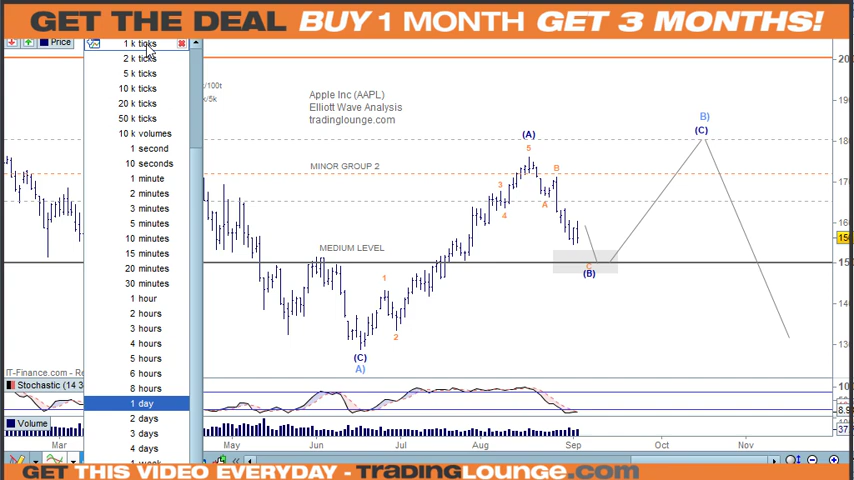 GET THE DEAL BUY 1 MONTH GET 3 MONTHS!
Price
1 k ticks
2 k ticks
5 k ticks
10 k ticks
20 k ticks
50 k ticks
10 k volumes
1 second
10 seconds
1 minute
2 minutes
3 minutes
5 minutes
10 minutes
15 minutes
20 minutes
30 minutes
1 hour
2 hours
3 hours
4 hours
5 hours
6 hours
8 hours
1 day
2 days
3 days
4 days
/100t
/5k
Apple Inc (AAPL)
Elliott Wave Analysis
tradinglounge.com
MINOR GROUP 2
MEDIUM LEVEL
(A)
5
B
3
4
A
1
2
(C)
A)
C
(B)
B)
(C)
IT-Finance.com - Re
Stochastic (14 3
Volume
Mar
May
Jun
Jul
Aug
Sep
Oct
Nov
GET THIS VIDEO EVERYDAY - TRADINGLOUNGE.com